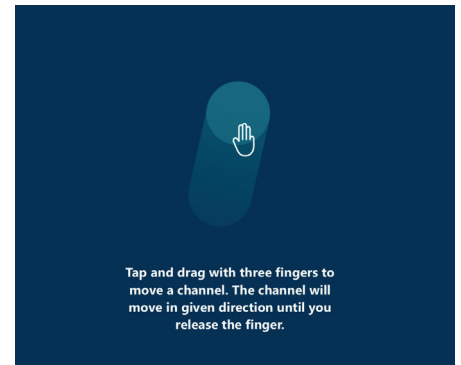 Tap and drag with three fingers to
move a channel. The channel will
move in given direction until you
release the finger.